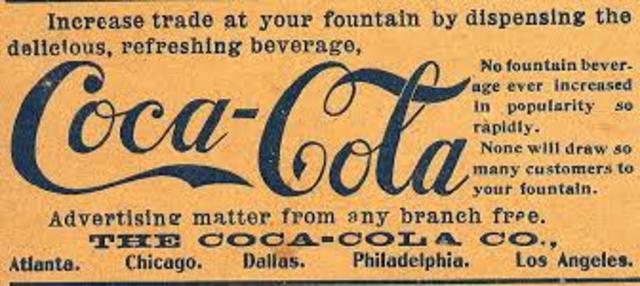 Increase trade at your fountain by dispensing the
delicious, refreshing beverage,
Coca-Cola
No fountain bever-
age ever increased
in popularity so
rapidly.
None will draw so
many customers to
your fountain.
Advertising matter from any branch free.
THE COCA-COLA CO.,
Atlanta. Chicago. Dallas. Philadelphia. Los Angeles.